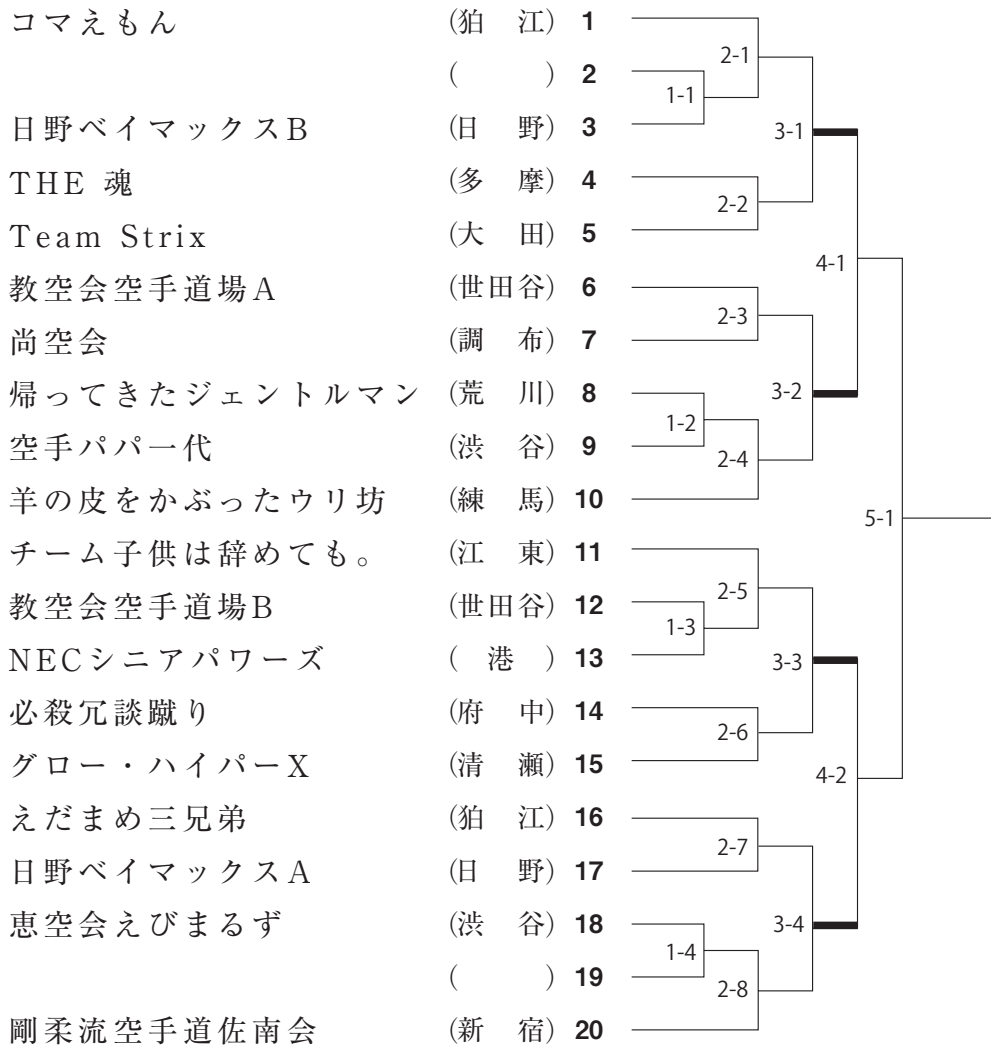 コマえもん (狛 江) 1
( ) 2
日野ベイマックスB (日 野) 3
THE 魂 (多 摩) 4
Team Strix (大 田) 5
教空会空手道場A (世田谷) 6
尚空会 (調 布) 7
帰ってきたジェントルマン (荒 川) 8
空手パパ一代 (渋 谷) 9
羊の皮をかぶったウリ坊 (練 馬) 10
チーム子供は辞めても。 (江 東) 11
教空会空手道場B (世田谷) 12
NECシニアパワーズ ( 港 ) 13
必殺冗談蹴り (府 中) 14
グロー・ハイパーX (清 瀬) 15
えだまめ三兄弟 (狛 江) 16
日野ベイマックスA (日 野) 17
恵空会えびまるず (渋 谷) 18
( ) 19
剛柔流空手道佐南会 (新 宿) 20
1-1
1-2
1-3
1-4
2-1
2-2
2-3
2-4
2-5
2-6
2-7
2-8
3-1
3-2
3-3
3-4
4-1
4-2
5-1